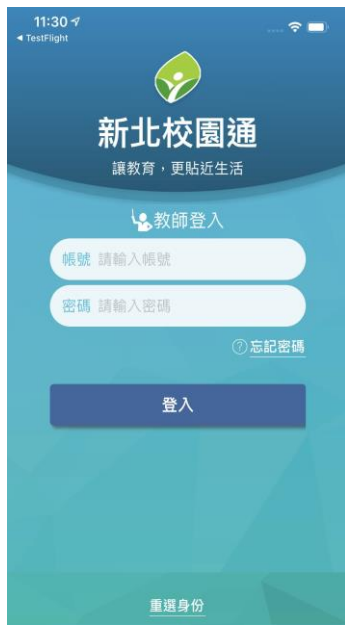 11:30
◀ TestFlight
新北校園通
讓教育，更貼近生活
教師登入
帳號 請輸入帳號
密碼 請輸入密碼
? 忘記密碼
登入
重選身份